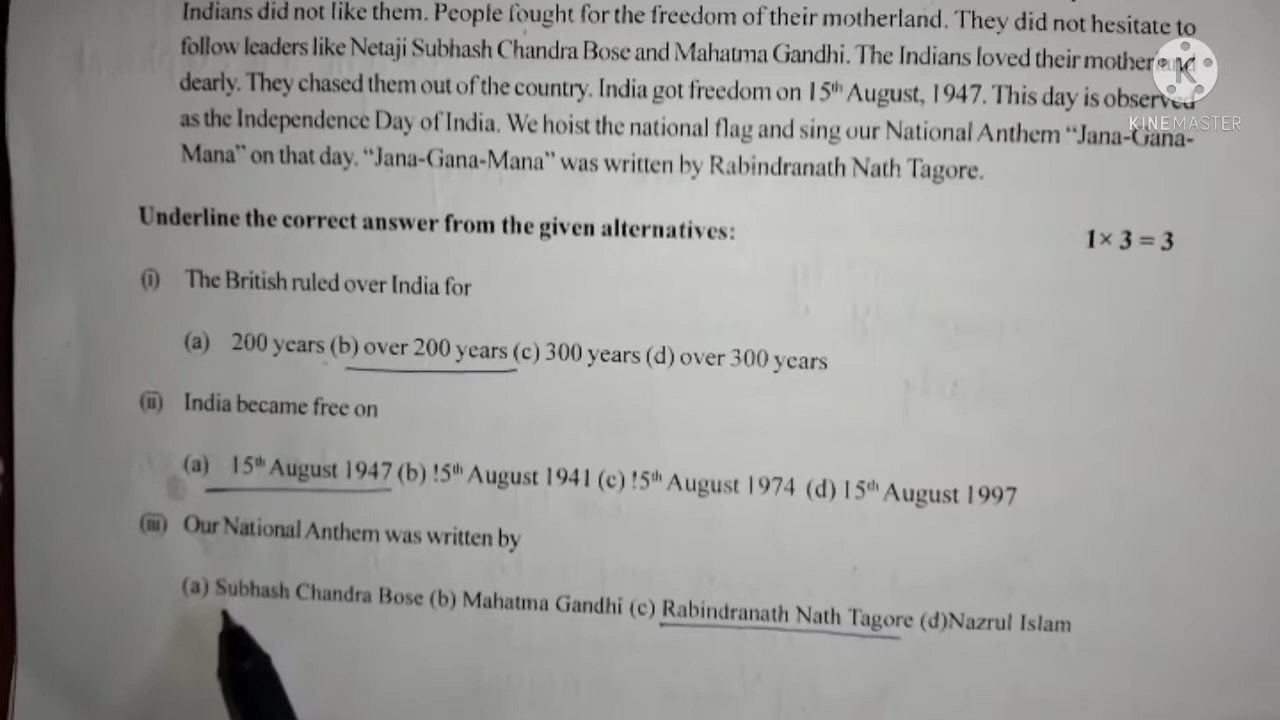 Indians did not like them. People fought for the freedom of their motherland. They did not hesitate to
follow leaders like Netaji Subhash Chandra Bose and Mahatma Gandhi. The Indians loved their motherland
dearly. They chased them out of the country. India got freedom on 15th August, 1947. This day is observed
as the Independence Day of India. We hoist the national flag and sing our National Anthem “Jana-Gana-
Mana” on that day. “Jana-Gana-Mana” was written by Rabindranath Nath Tagore.
K
KINEMASTER
Underline the correct answer from the given alternatives: 1 × 3 = 3
(i) The British ruled over India for
(a) 200 years (b) over 200 years (c) 300 years (d) over 300 years
(ii) India became free on
(a) 15th August 1947 (b) !5th August 1941 (c) !5th August 1974 (d) 15th August 1997
(iii) Our National Anthem was written by
(a) Subhash Chandra Bose (b) Mahatma Gandhi (c) Rabindranath Nath Tagore (d)Nazrul Islam